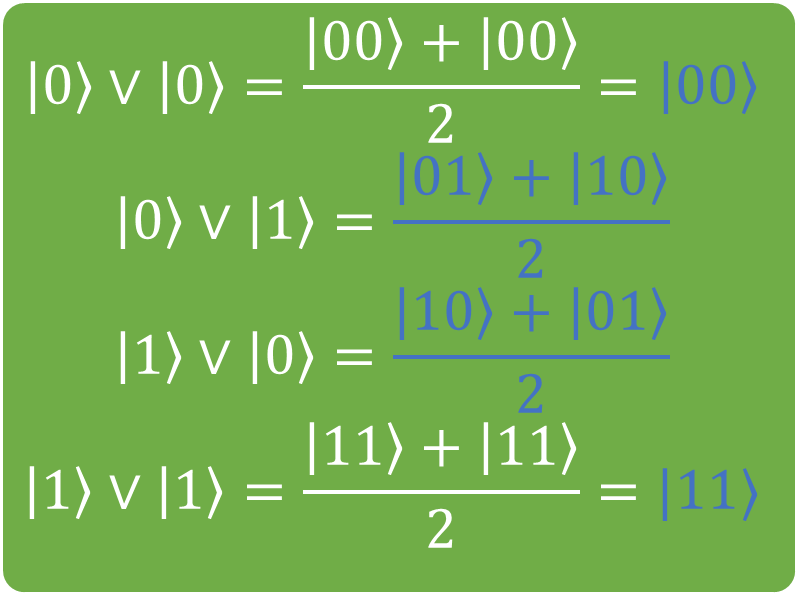 |0⟩ ∨ |0⟩ = (|00⟩ + |00⟩)/2 = |00⟩
|0⟩ ∨ |1⟩ = (|01⟩ + |10⟩)/2
|1⟩ ∨ |0⟩ = (|10⟩ + |01⟩)/2
|1⟩ ∨ |1⟩ = (|11⟩ + |11⟩)/2 = |11⟩